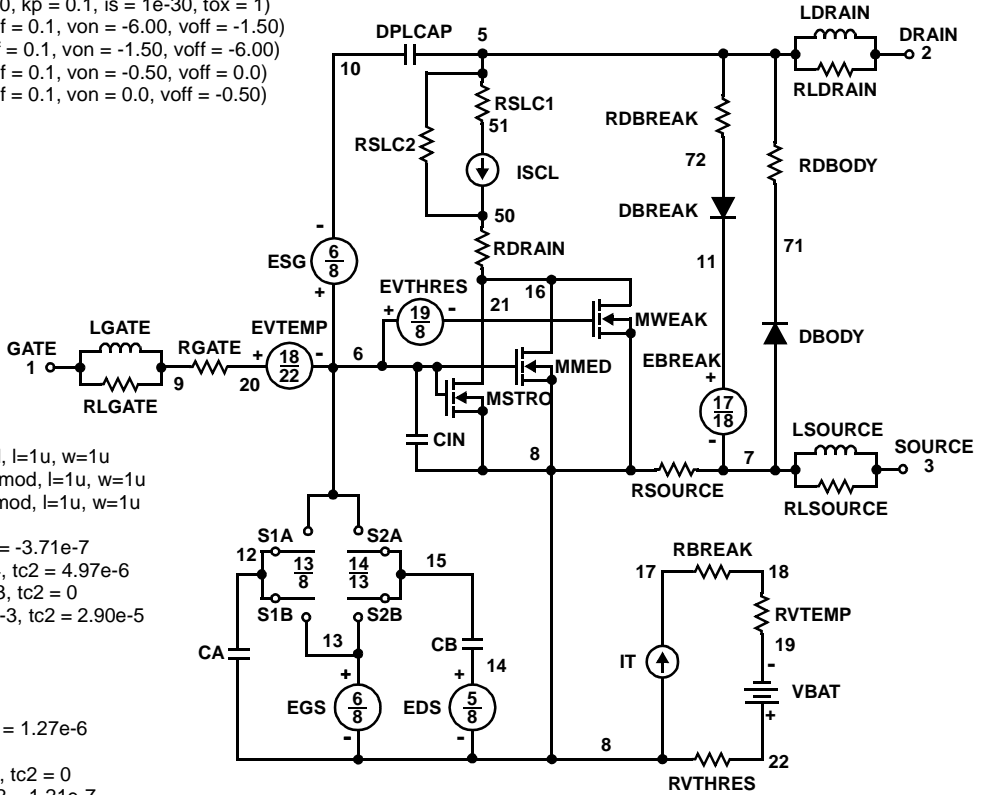 0, kp = 0.1, is = 1e-30, tox = 1)
f = 0.1, von = -6.00, voff = -1.50)
f = 0.1, von = -1.50, voff = -6.00)
f = 0.1, von = -0.50, voff = 0.0)
f = 0.1, von = 0.0, voff = -0.50)
LDRAIN
DPLCAP 5 DRAIN
10 2
RLDRAIN
RSLC1
51
RDBREAK
RSLC2
72 RDBODY
ISCL
DBREAK
50
RDRAIN
-
ESG 6/8
+
11 71
EVTHRES 16
+ 19/8 - 21
MWEAK
LGATE EVTEMP
GATE RGATE + 18/22 - 6
1 9 20
MMED
EBREAK DBODY
+
RLGATE
MSTRO
17/18
-
CIN
LSOURCE
8 7 SOURCE
3
RSOURCE
RLSOURCE
, l=1u, w=1u
mod, l=1u, w=1u
mod, l=1u, w=1u
= -3.71e-7
, tc2 = 4.97e-6
, tc2 = 0
-3, tc2 = 2.90e-5
= 1.27e-6
, tc2 = 0
S1A S2A
12 13/8 14/13 15
S1B S2B
13
CA CB
14
+ +
EGS 6/8 EDS 5/8
- -
RBREAK
17 18
RVTEMP
19
IT -
VBAT
+
8 22
RVTHRES